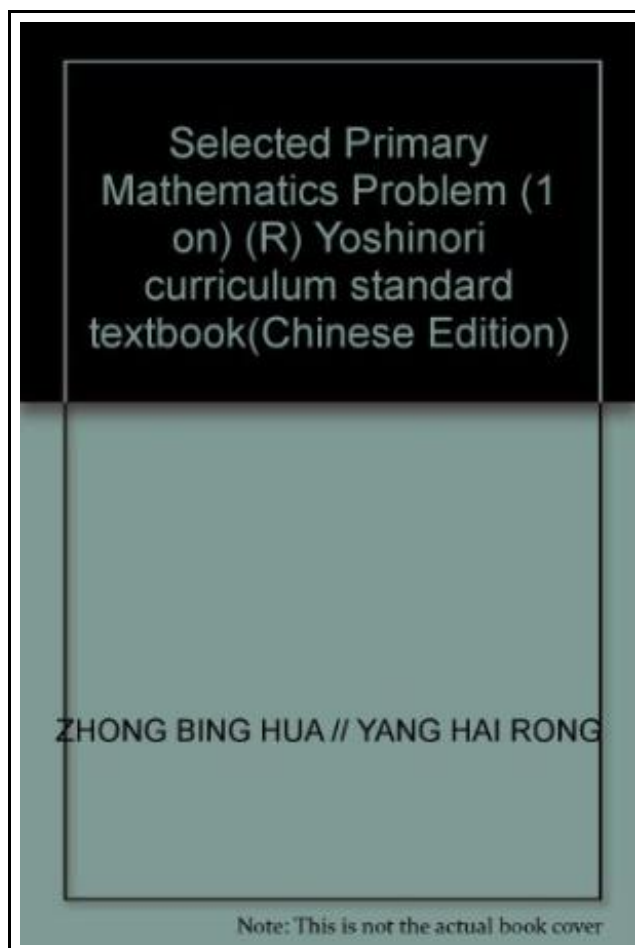 Selected Primary
Mathematics Problem (1
on) (R) Yoshinori
curriculum standard
textbook(Chinese Edition)
ZHONG BING HUA // YANG HAI RONG
Note: This is not the actual book cover